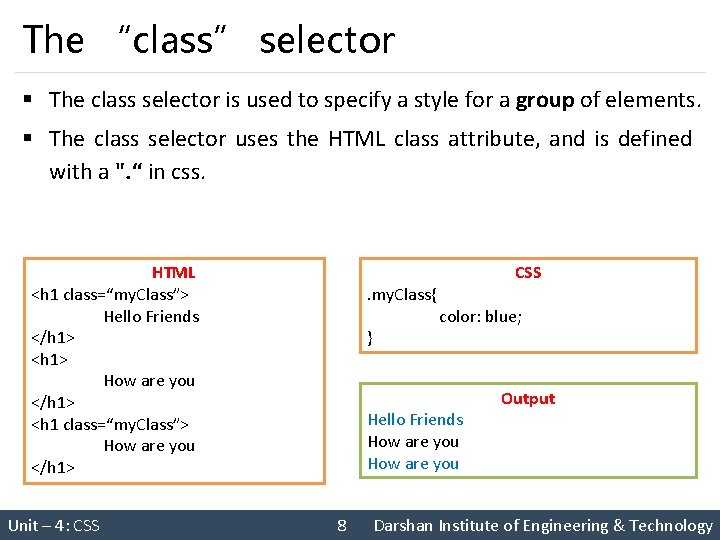 The “class” selector
▪ The class selector is used to specify a style for a group of elements.
▪ The class selector uses the HTML class attribute, and is defined
with a ".“ in css.
HTML
<h1 class=“my. Class”>
Hello Friends
</h1>
<h1>
How are you
</h1>
<h1 class=“my. Class”>
How are you
</h1>
CSS
. my. Class{
color: blue;
}
Output
Hello Friends
How are you
How are you
Unit – 4: CSS
8
Darshan Institute of Engineering & Technology